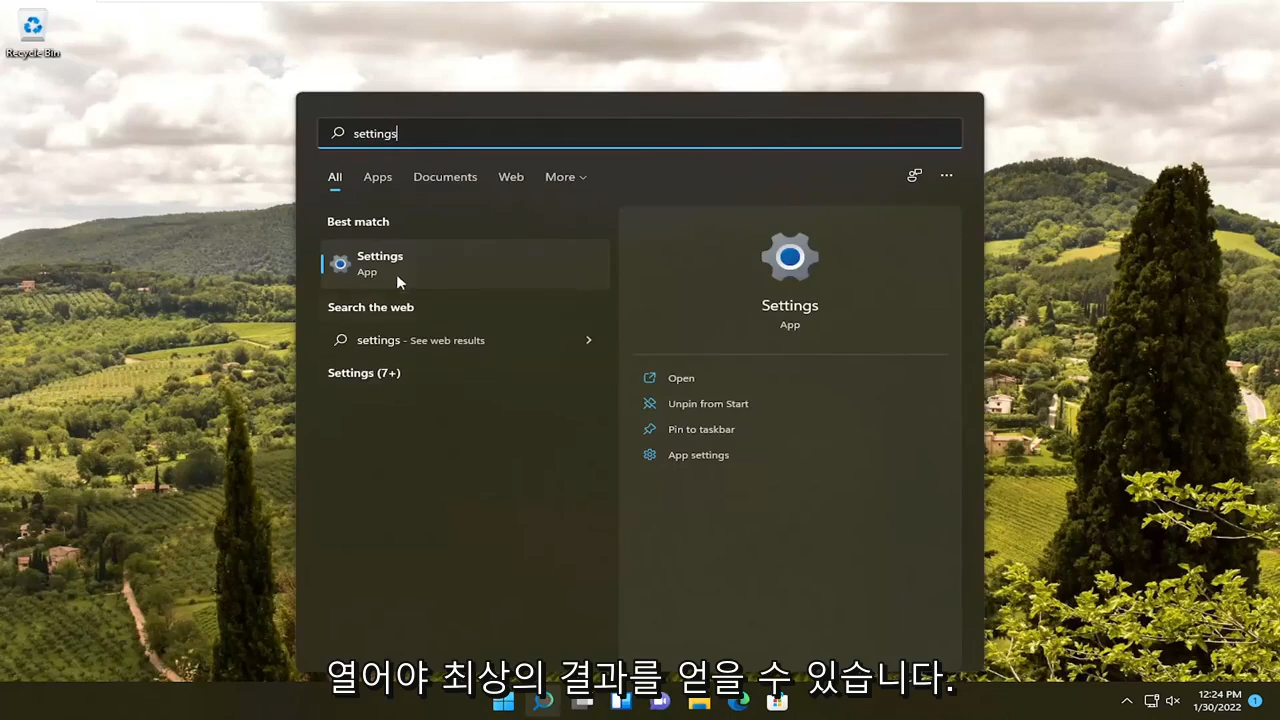 Recycle Bin
settings
All Apps Documents Web More
Best match
Settings
App
Search the web
settings - See web results
Settings (7+)
Settings
App
Open
Unpin from Start
Pin to taskbar
App settings
열어야 최상의 결과를 얻을 수 있습니다.
12:24 PM
1/30/2022
1